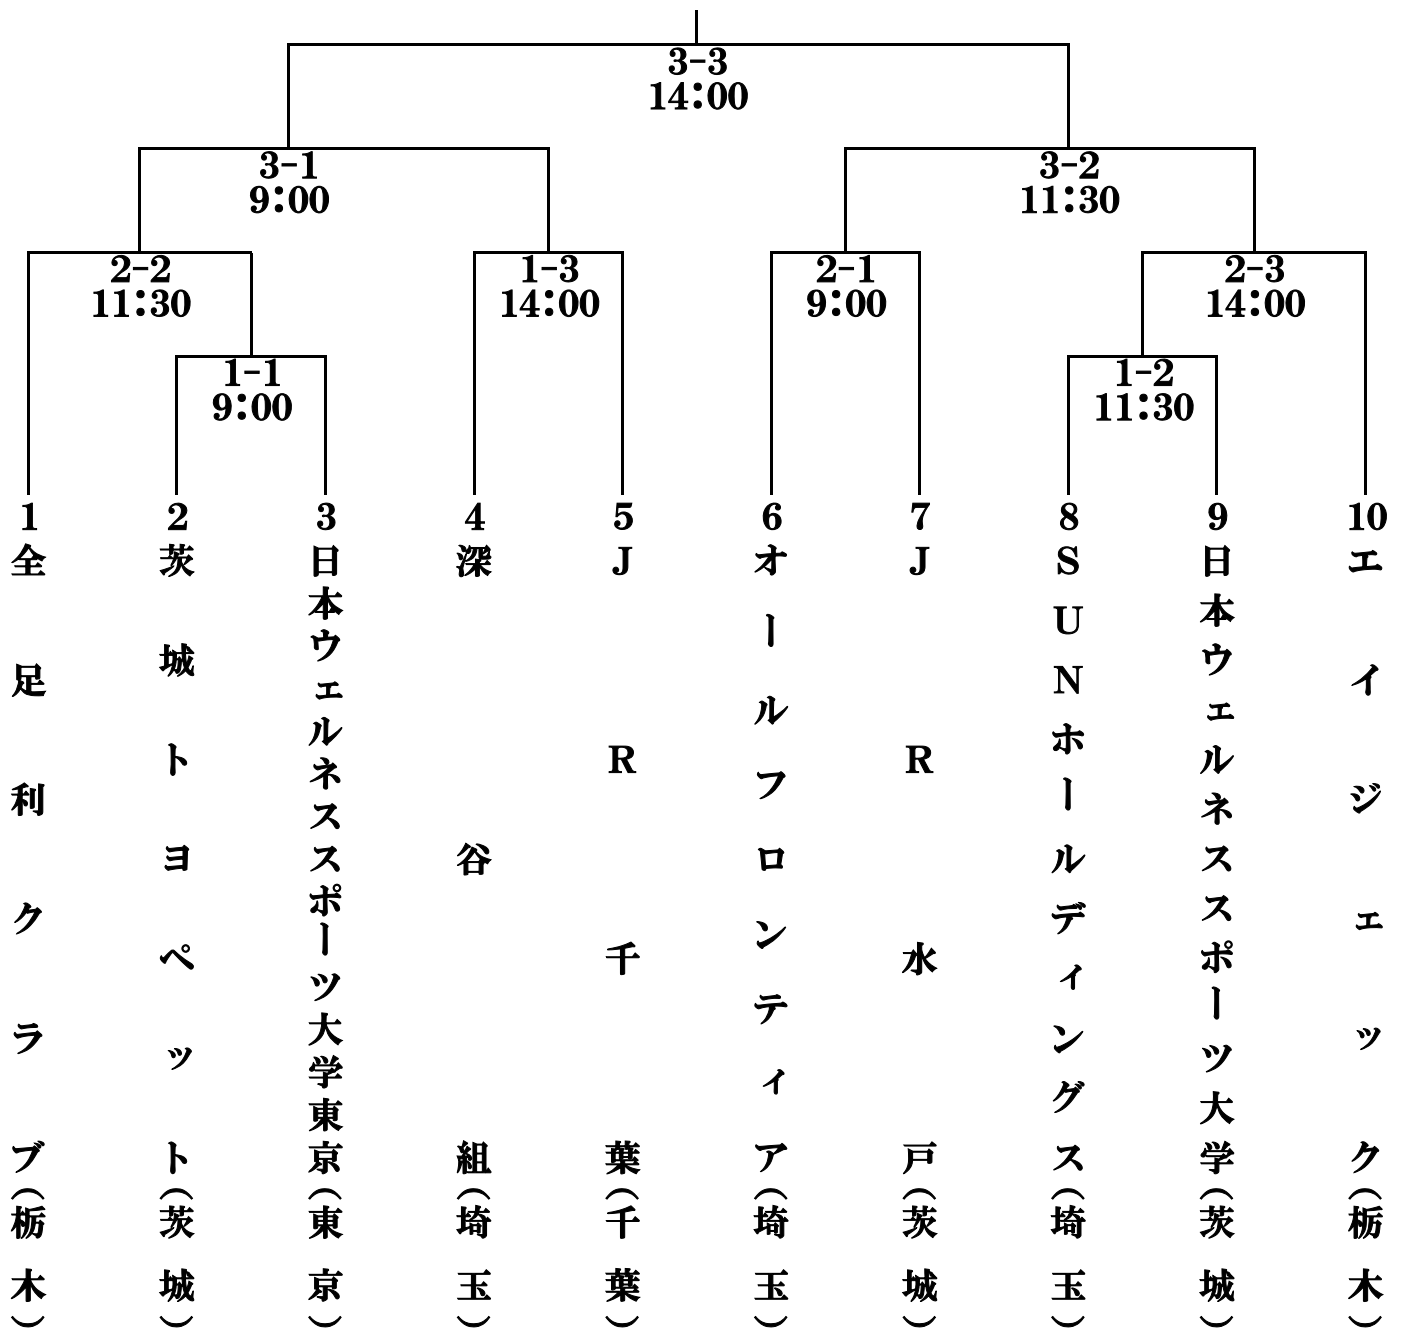 3-3
14:00
3-1
9:00
3-2
11:30
2-2
11:30
1-3
14:00
2-1
9:00
2-3
14:00
1-1
9:00
1-2
11:30
1
全足利クラブ(栃木)
2
茨城トヨペット(茨城)
3
日本ウェルネススポーツ大学東京(東京)
4
深谷組(埼玉)
5
JR千葉(千葉)
6
オールフロンティア(埼玉)
7
JR水戸(茨城)
8
SUNホールディングス(埼玉)
9
日本ウェルネススポーツ大学(茨城)
10
エイジェック(栃木)